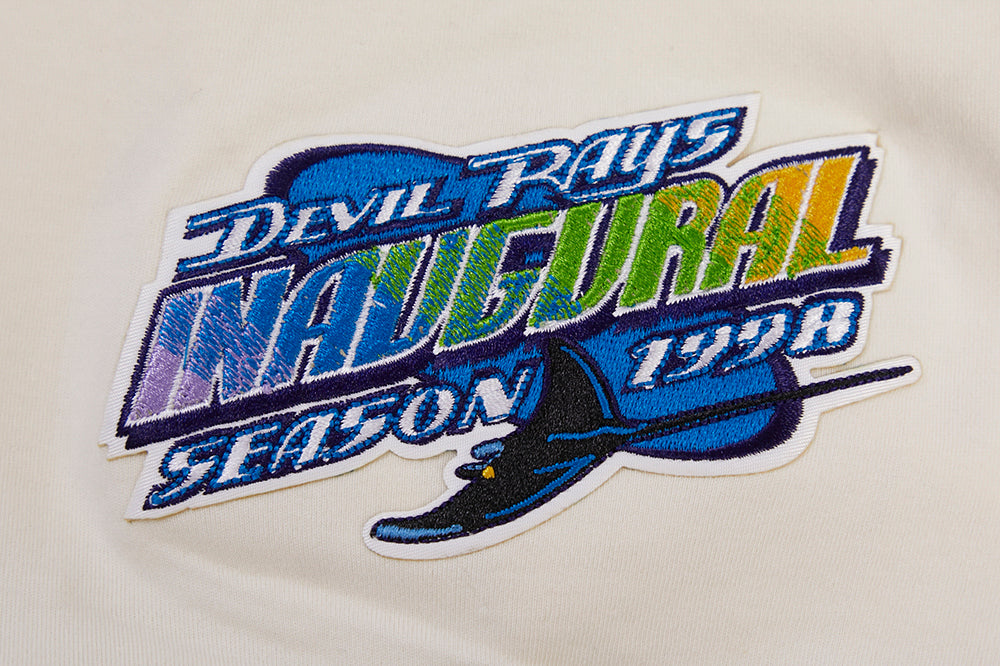 DEVIL RAYS
INAUGURAL
SEASON 1998